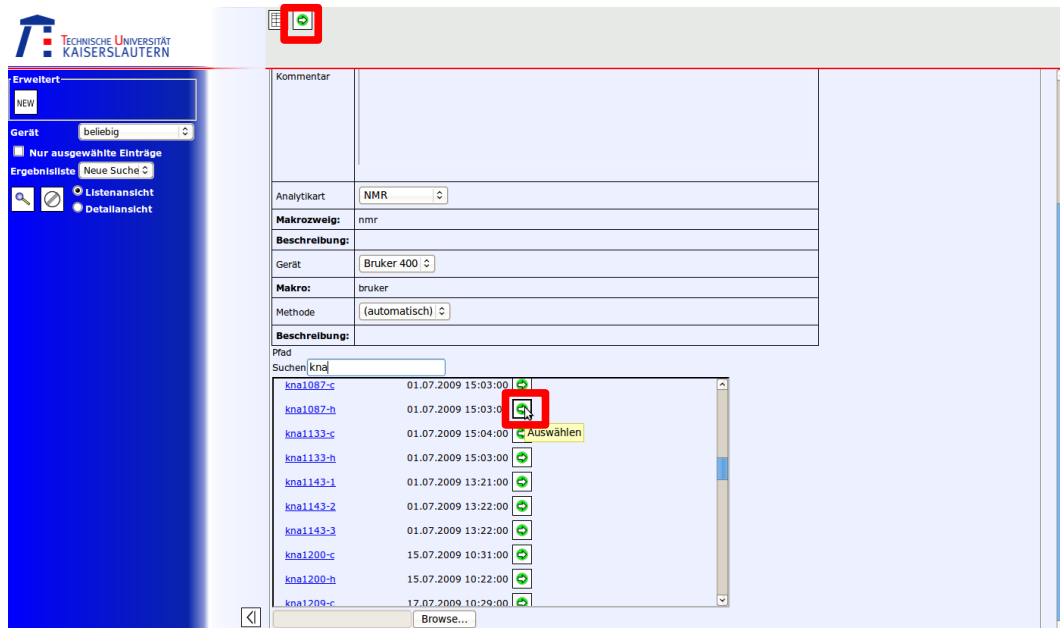 TECHNISCHE UNIVERSITÄT
KAISERSLAUTERN
Erweitert
NEW
Gerät beliebig
Nur ausgewählte Einträge
Ergebnisliste Neue Suche
Listenansicht
Detailansicht
Kommentar
Analytikart NMR
Makrozweig: nmr
Beschreibung:
Gerät Bruker 400
Makro: bruker
Methode (automatisch)
Beschreibung:
Pfad
Suchen kna
kna1087-c 01.07.2009 15:03:00
kna1087-h 01.07.2009 15:03:0
Auswählen
kna1133-c 01.07.2009 15:04:00
kna1133-h 01.07.2009 15:03:00
kna1143-1 01.07.2009 13:21:00
kna1143-2 01.07.2009 13:22:00
kna1143-3 01.07.2009 13:22:00
kna1200-c 15.07.2009 10:31:00
kna1200-h 15.07.2009 10:22:00
kna1209-c 17.07.2009 10:29:00
Browse...